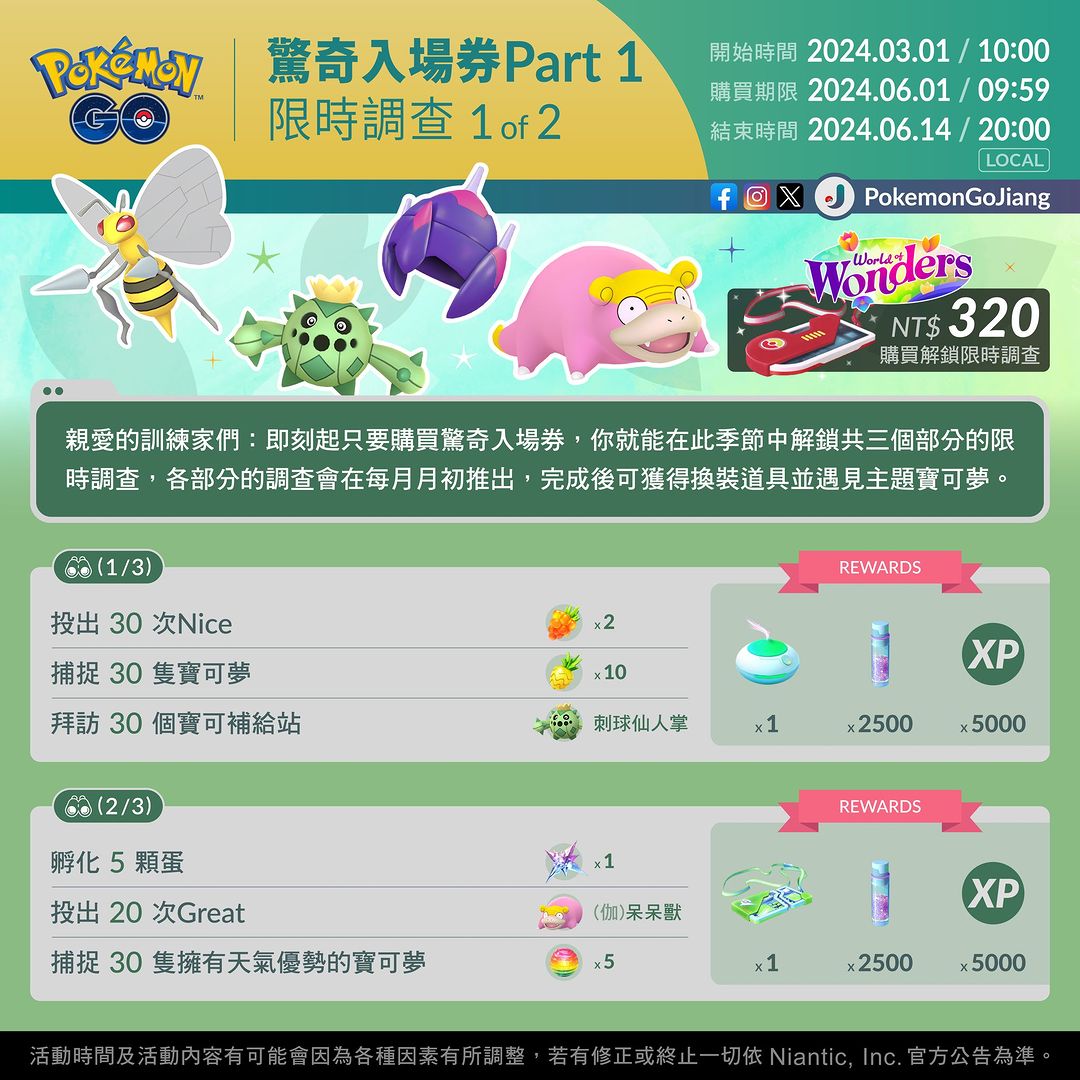 POKÉMON GO™
驚奇入場券Part 1
限時調查 1 of 2
開始時間 2024.03.01 / 10:00
購買期限 2024.06.01 / 09:59
結束時間 2024.06.14 / 20:00
LOCAL
PokemonGoJiang
World of Wonders
NT$ 320
購買解鎖限時調查
親愛的訓練家們：即刻起只要購買驚奇入場券，你就能在此季節中解鎖共三個部分的限
時調查，各部分的調查會在每月月初推出，完成後可獲得換裝道具並遇見主題寶可夢。
(1/3)
REWARDS
投出 30 次Nice x2
捕捉 30 隻寶可夢 x10
拜訪 30 個寶可補給站 刺球仙人掌
XP
x1 x2500 x5000
(2/3)
REWARDS
孵化 5 顆蛋 x1
投出 20 次Great (伽)呆呆獸
捕捉 30 隻擁有天氣優勢的寶可夢 x5
XP
x1 x2500 x5000
活動時間及活動內容有可能會因為各種因素有所調整，若有修正或終止一切依 Niantic, Inc. 官方公告為準。